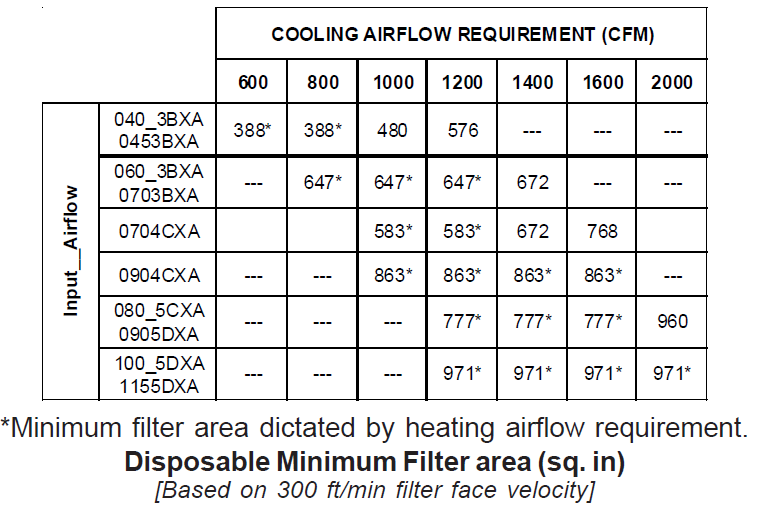 COOLING AIRFLOW REQUIREMENT (CFM)
600 800 1000 1200 1400 1600 2000
Input__Airflow
040_3BXA
0453BXA
388* 388* 480 576 --- --- ---
060_3BXA
0703BXA
--- 647* 647* 647* 672 --- ---
0704CXA 583* 583* 672 768
0904CXA --- --- 863* 863* 863* 863* ---
080_5CXA
0905DXA
--- --- --- 777* 777* 777* 960
100_5DXA
1155DXA
--- --- --- 971* 971* 971* 971*
*Minimum filter area dictated by heating airflow requirement.
Disposable Minimum Filter area (sq. in)
[Based on 300 ft/min filter face velocity]